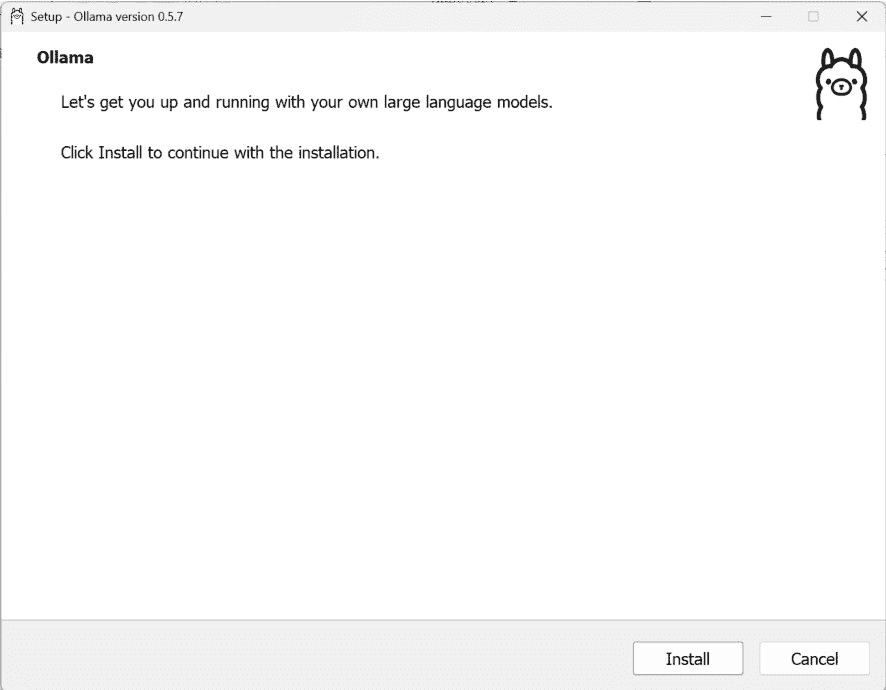 Setup - Ollama version 0.5.7
Ollama
Let's get you up and running with your own large language models.
Click Install to continue with the installation.
Install
Cancel